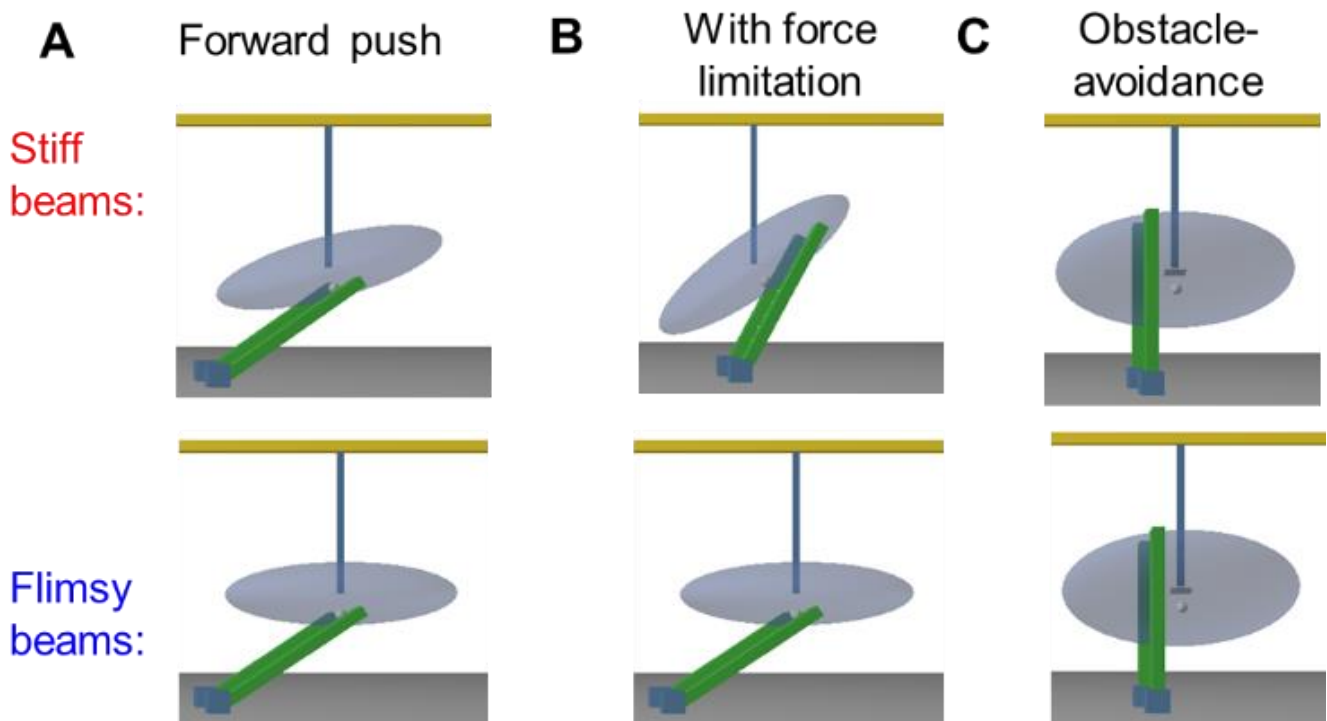 A Forward push B With force limitation C Obstacle-avoidance
Stiff
beams:
Flimsy
beams: